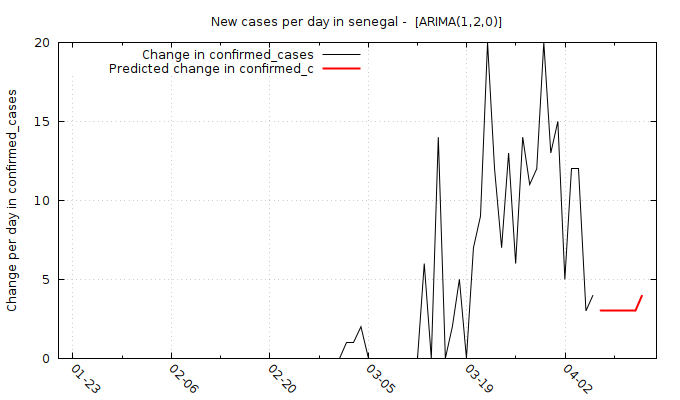 New cases per day in senegal -  [ARIMA(1,2,0)]
Change in confirmed_cases
Predicted change in confirmed_c
Change per day in confirmed_cases
20
15
10
5
0
01-23
02-06
02-20
03-05
03-19
04-02